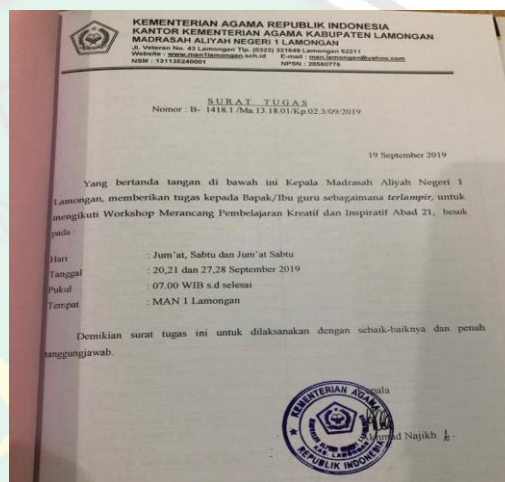 KEMENTERIAN AGAMA REPUBLIK INDONESIA
KANTOR KEMENTERIAN AGAMA KABUPATEN LAMONGAN
MADRASAH ALIYAH NEGERI 1 LAMONGAN
Jl. Veteran No. 43 Lamongan Tlp. (0322) 321649 Lamongan 62211
Website : www.man1lamongan.sch.id E-mail : man.lamongan@yahoo.com
NSM : 131135240001 NPSN : 20580776
SURAT TUGAS
Nomor : B- 1418.1 /Ma.13.18.01/Kp.02.3/09/2019
19 September 2019
Yang bertanda tangan di bawah ini Kepala Madrasah Aliyah Negeri 1
Lamongan, memberikan tugas kepada Bapak/Ibu guru sebagaimana terlampir, untuk
mengikuti Workshop Merancang Pembelajaran Kreatif dan Inspiratif Abad 21, besok
pada :
Hari : Jum'at, Sabtu dan Jum'at Sabtu
Tanggal : 20,21 dan 27,28 September 2019
Pukul : 07.00 WIB s.d selesai
Tempat : MAN 1 Lamongan
Demikian surat tugas ini untuk dilaksanakan dengan sebaik-baiknya dan penuh
tanggungjawab.
Kepala
KEMENTERIAN AGAMA
REPUBLIK INDONESIA
Akhmad Najikh